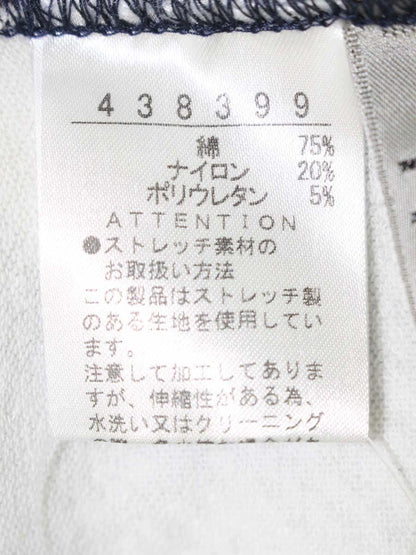 438399
綿 75%
ナイロン 20%
ポリウレタン 5%
ATTENTION
●ストレッチ素材の
お取扱い方法
この製品はストレッチ製
のある生地を使用してい
ます。
注意して加工してありま
すが、伸縮性がある為、
水洗い又はクリーニング